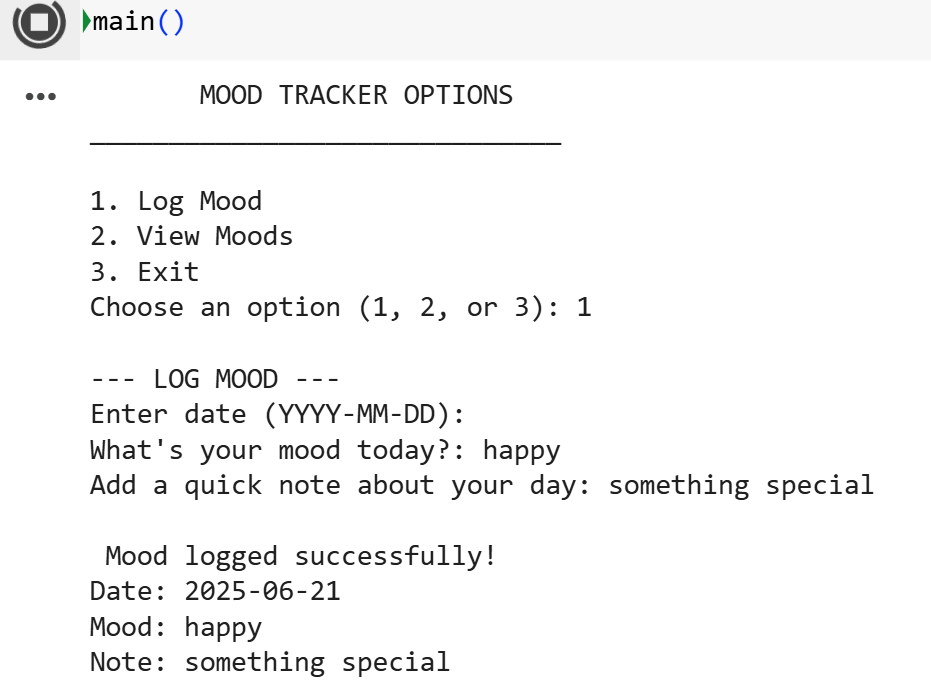 main()
MOOD TRACKER OPTIONS
______________________________
1. Log Mood
2. View Moods
3. Exit
Choose an option (1, 2, or 3): 1
--- LOG MOOD ---
Enter date (YYYY-MM-DD):
What's your mood today?: happy
Add a quick note about your day: something special
Mood logged successfully!
Date: 2025-06-21
Mood: happy
Note: something special